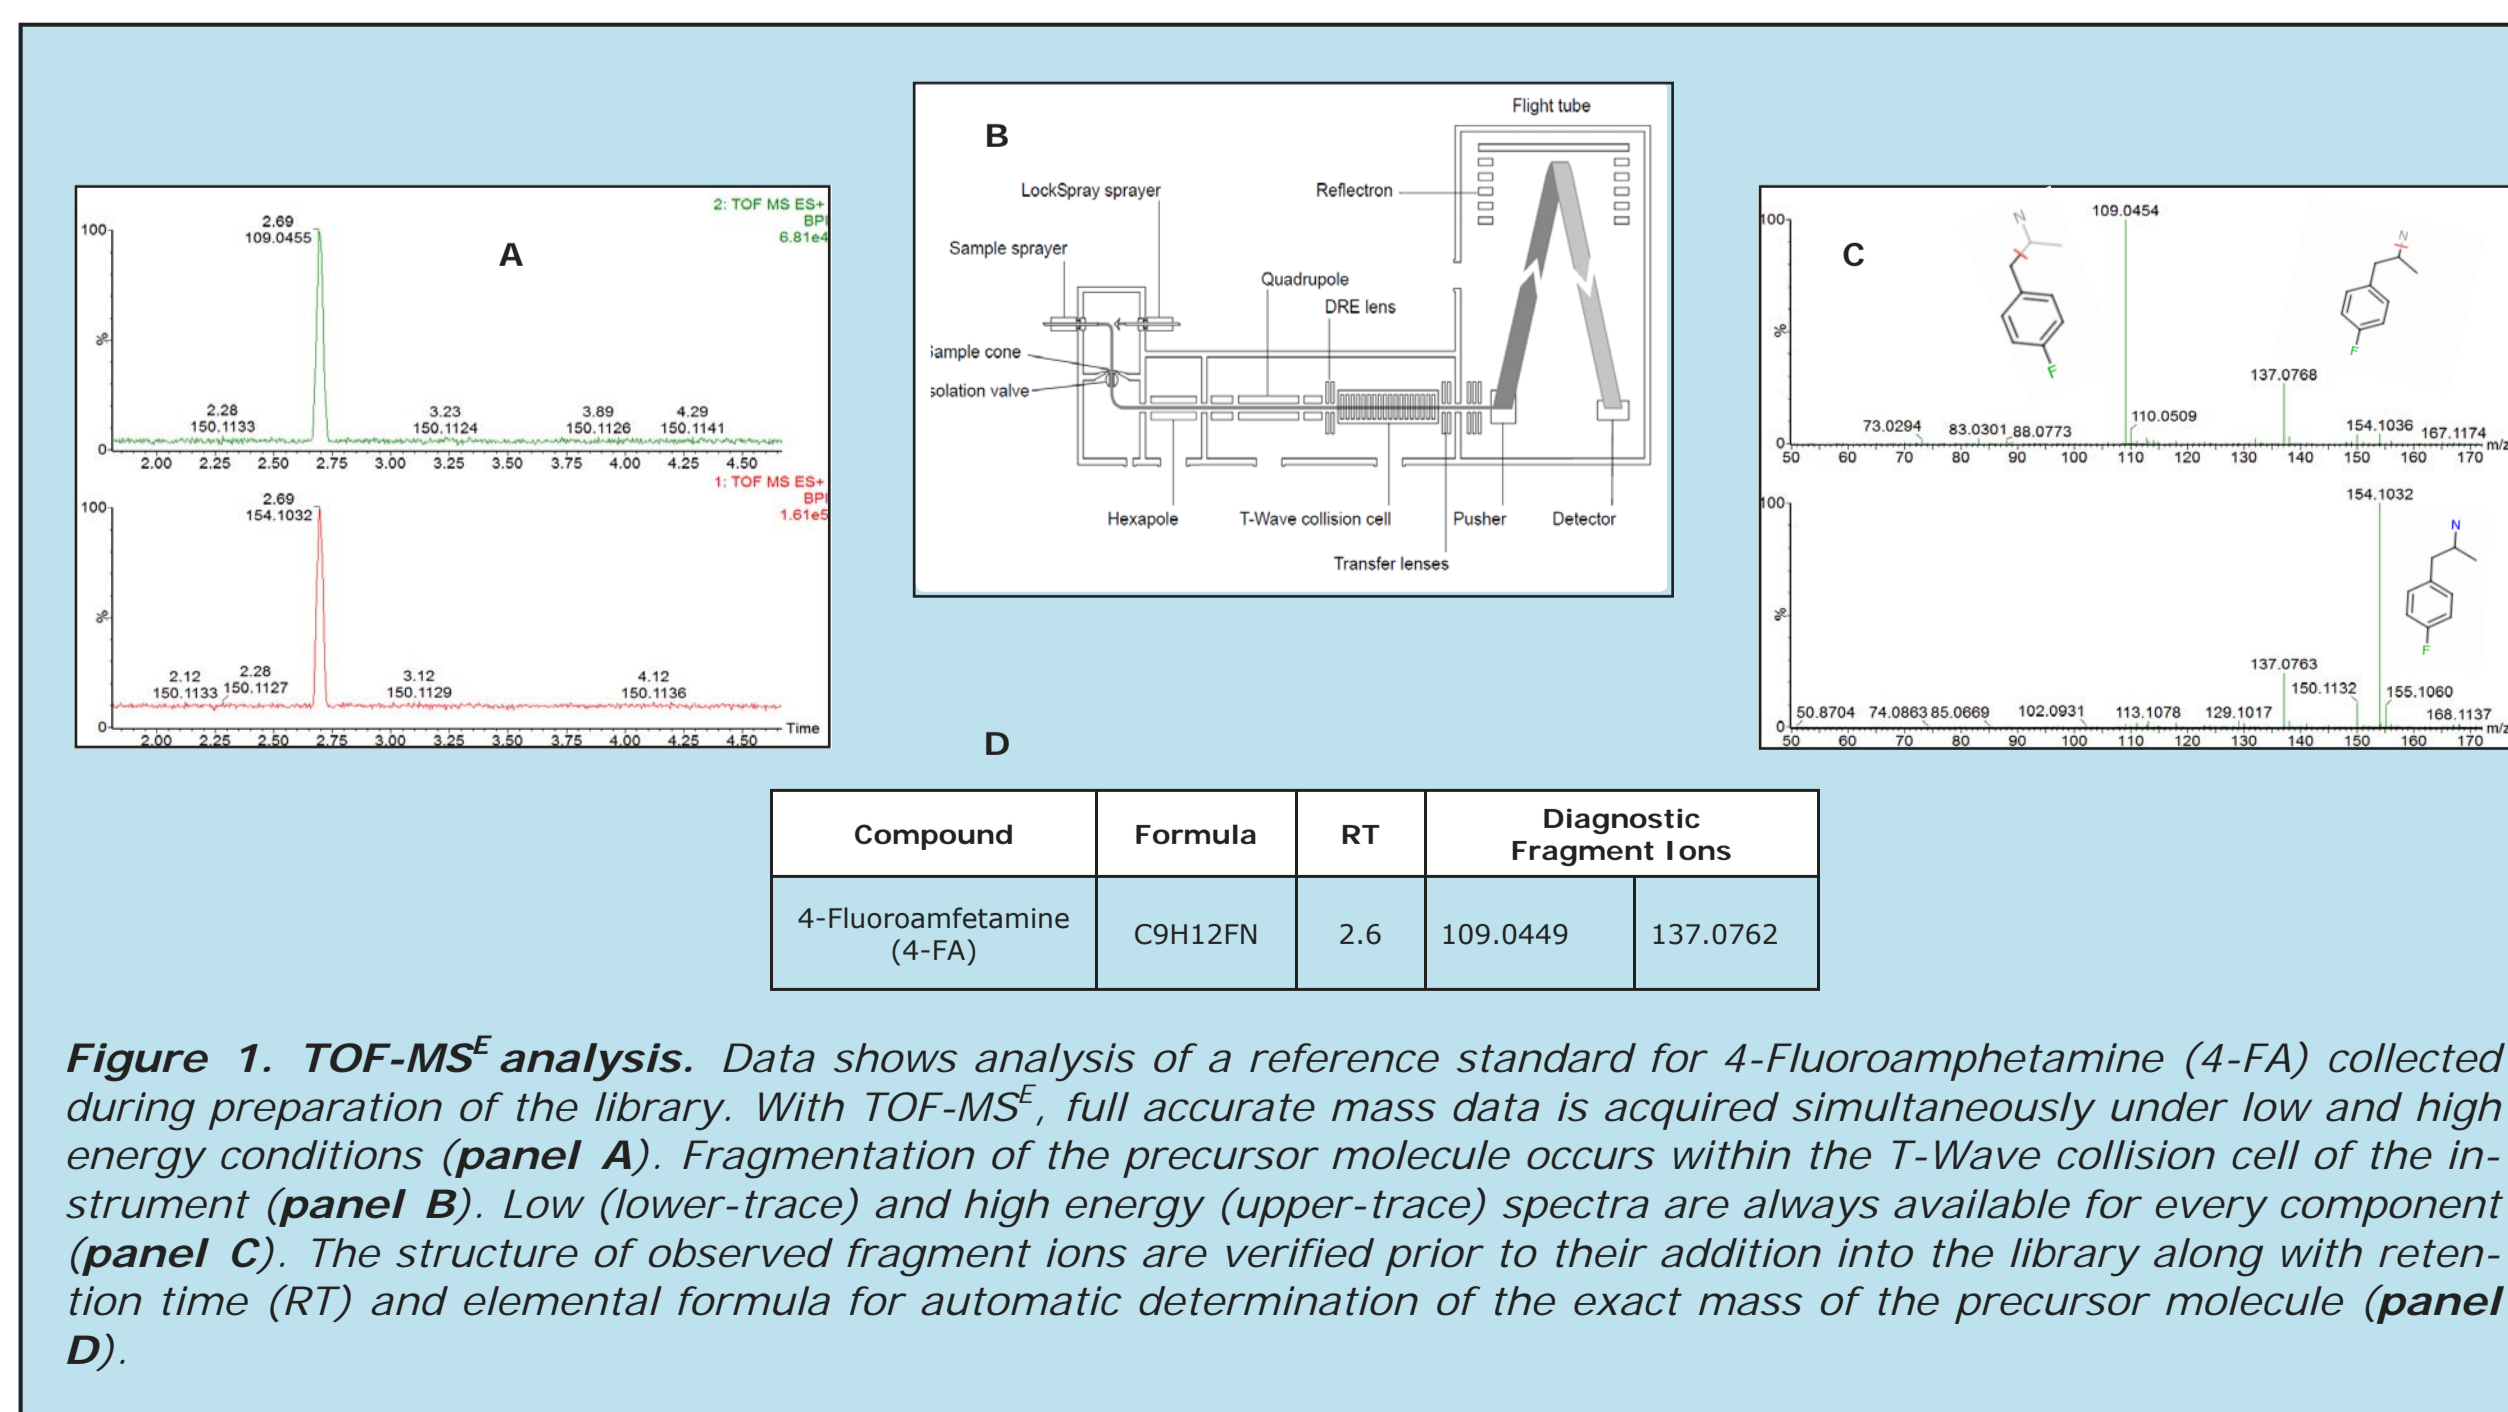 A
2: TOF MS ES+
BPI
6.81e4
100
%
0
2.69
109.0455
2.28
150.1133
3.23
150.1124
3.89
150.1126
4.29
150.1141
2.00 2.25 2.50 2.75 3.00 3.25 3.50 3.75 4.00 4.25 4.50
1: TOF MS ES+
BPI
1.61e5
100
%
0
2.69
154.1032
2.12
150.1133
2.28
150.1127
3.12
150.1129
4.12
150.1136
Time
2.00 2.25 2.50 2.75 3.00 3.25 3.50 3.75 4.00 4.25 4.50
B
Flight tube
LockSpray sprayer
Reflectron
Sample sprayer
Quadrupole
DRE lens
Sample cone
solation valve
Hexapole
T-Wave collision cell
Pusher
Detector
Transfer lenses
C
100
%
0
109.0454
N
F
N
F
137.0768
110.0509
73.0294
83.0301
88.0773
154.1036
167.1174
m/z
50 60 70 80 90 100 110 120 130 140 150 160 170
100
%
0
154.1032
N
F
137.0763
150.1132
155.1060
50.8704
74.0863
85.0669
102.0931
113.1078
129.1017
168.1137
m/z
50 60 70 80 90 100 110 120 130 140 150 160 170
D
Compound Formula RT Diagnostic
Fragment Ions
4-Fluoroamfetamine
(4-FA) C9H12FN 2.6 109.0449 137.0762
Figure 1. TOF-MSE analysis. Data shows analysis of a reference standard for 4-Fluoroamphetamine (4-FA) collected
during preparation of the library. With TOF-MSE, full accurate mass data is acquired simultaneously under low and high
energy conditions (panel A). Fragmentation of the precursor molecule occurs within the T-Wave collision cell of the in-
strument (panel B). Low (lower-trace) and high energy (upper-trace) spectra are always available for every component
(panel C). The structure of observed fragment ions are verified prior to their addition into the library along with reten-
tion time (RT) and elemental formula for automatic determination of the exact mass of the precursor molecule (panel
D).